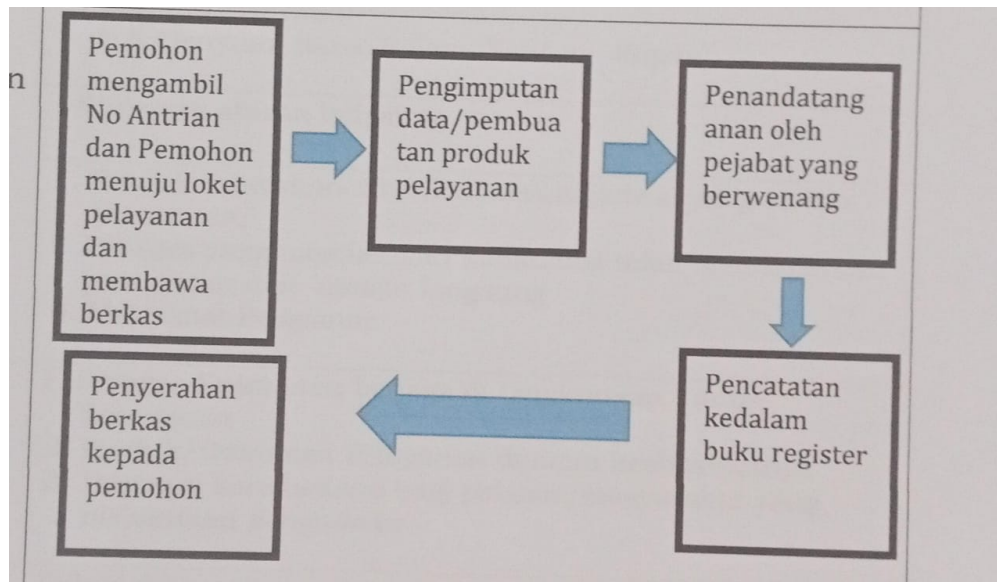 n
Pemohon
mengambil
No Antrian
dan Pemohon
menuju loket
pelayanan
dan
membawa
berkas
Pengimputan
data/pembua
tan produk
pelayanan
Penandatang
anan oleh
pejabat yang
berwenang
Pencatatan
kedalam
buku register
Penyerahan
berkas
kepada
pemohon